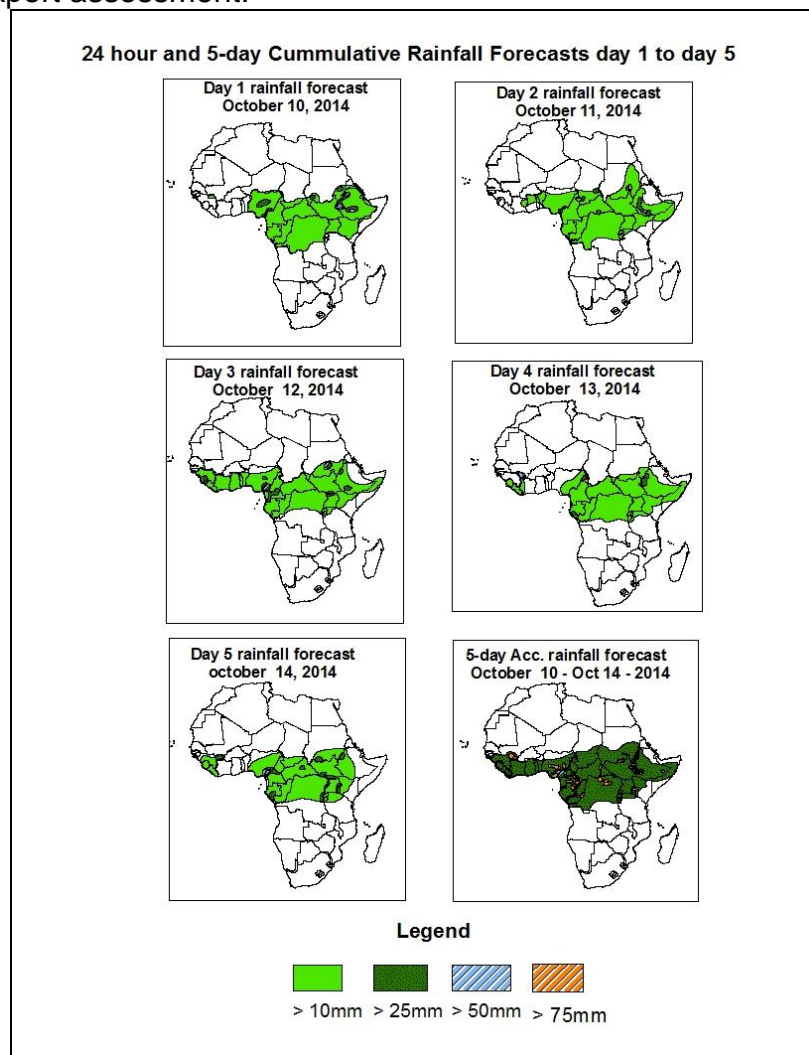 24 hour and 5-day Cummulative Rainfall Forecasts day 1 to day 5
Day 1 rainfall forecast
October 10, 2014
Day 2 rainfall forecast
October 11, 2014
Day 3 rainfall forecast
October 12, 2014
Day 4 rainfall forecast
October 13, 2014
Day 5 rainfall forecast
october 14, 2014
5-day Acc. rainfall forecast
October 10 - Oct 14 - 2014
Legend
> 10mm > 25mm > 50mm > 75mm